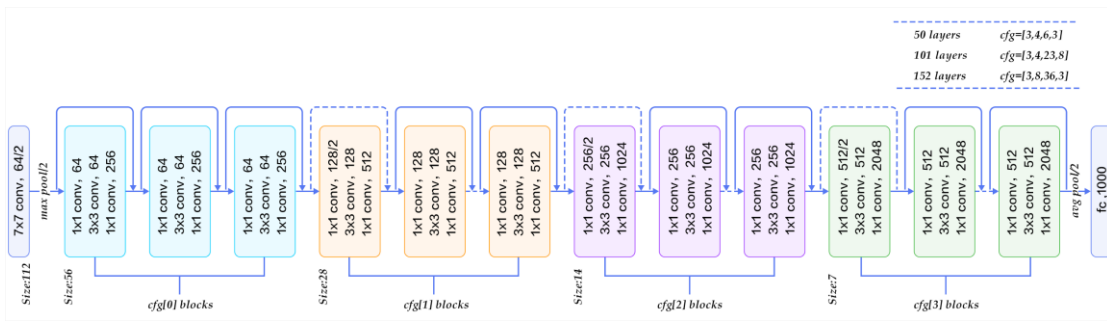 50 layers cfg=[3,4,6,3]
101 layers cfg=[3,4,23,8]
152 layers cfg=[3,8,36,3]
7x7 conv, 64/2
max pool/2
1x1 conv, 64
3x3 conv, 64
1x1 conv, 256
1x1 conv, 64
3x3 conv, 64
1x1 conv, 256
1x1 conv, 64
3x3 conv, 64
1x1 conv, 256
1x1 conv, 128/2
3x3 conv, 128
1x1 conv, 512
1x1 conv, 128
3x3 conv, 128
1x1 conv, 512
1x1 conv, 128
3x3 conv, 128
1x1 conv, 512
1x1 conv, 256/2
3x3 conv, 256
1x1 conv, 1024
1x1 conv, 256
3x3 conv, 256
1x1 conv, 1024
1x1 conv, 256
3x3 conv, 256
1x1 conv, 1024
1x1 conv, 512/2
3x3 conv, 512
1x1 conv, 2048
1x1 conv, 512
3x3 conv, 512
1x1 conv, 2048
1x1 conv, 512
3x3 conv, 512
1x1 conv, 2048
avg pool/2
fc, 1000
Size:112
Size:56
Size:28
Size:14
Size:7
cfg[0] blocks
cfg[1] blocks
cfg[2] blocks
cfg[3] blocks